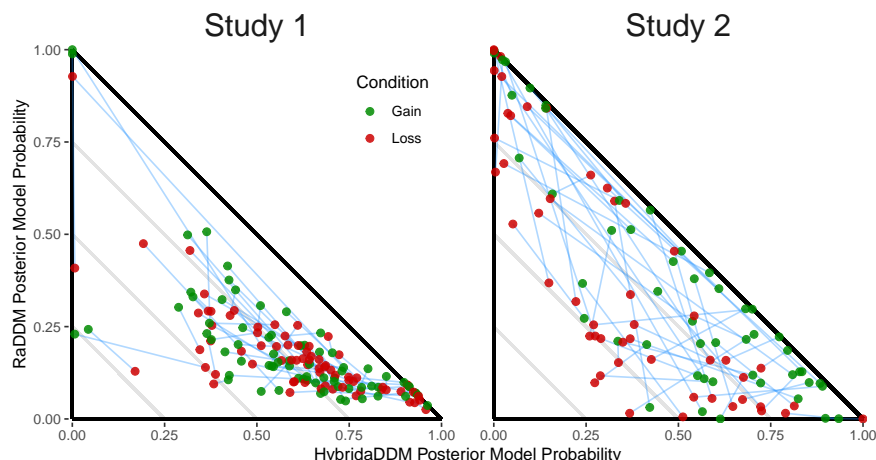 Study 1
Study 2
RaDDM Posterior Model Probability
1.00
0.75
0.50
0.25
0.00
Condition
Gain
Loss
0.00 0.25 0.50 0.75 1.00
0.00 0.25 0.50 0.75 1.00
HybridaDDM Posterior Model Probability